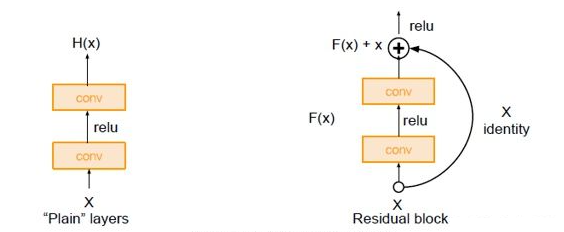 H(x)
conv
relu
conv
X
"Plain" layers
relu
F(x) + x
+
conv
F(x)
relu
X
identity
conv
X
Residual block